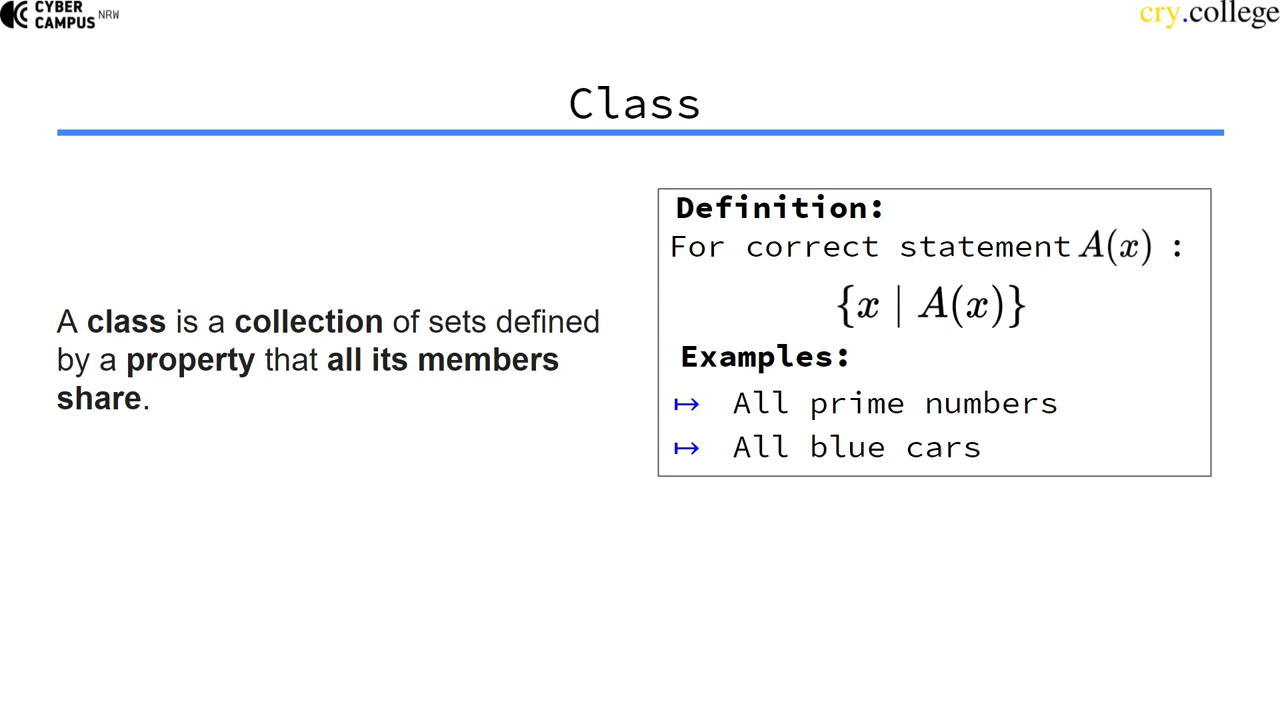 CYBER
CAMPUS NRW
cry.college
Class
A class is a collection of sets defined
by a property that all its members
share.
Definition:
For correct statement A(x) :
{x | A(x)}
Examples:
↦ All prime numbers
↦ All blue cars